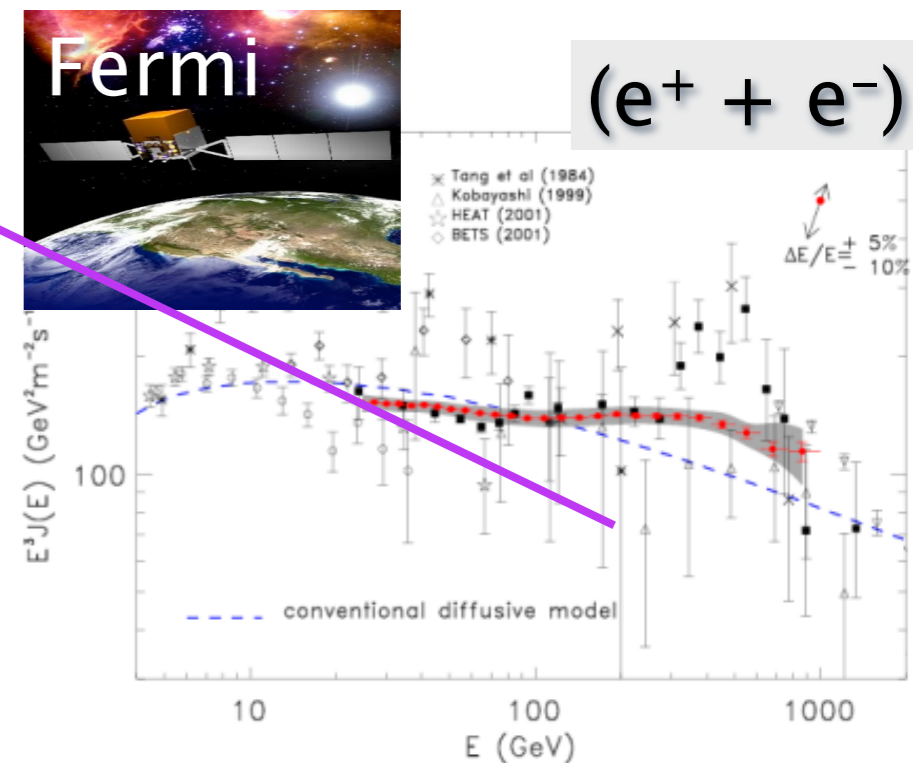 Fermi
(e⁺ + e⁻)
Tang et al (1984)
Kobayashi (1999)
HEAT (2001)
BETS (2001)
ΔE/E= + 5%
− 10%
E³J(E) (GeV²m⁻²s⁻¹
100
conventional diffusive model
10 100 1000
E (GeV)